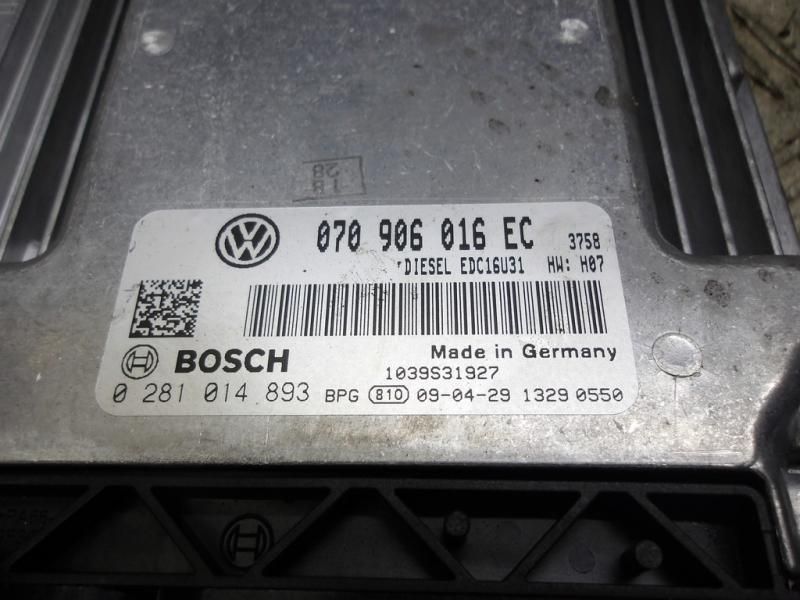 18
28
070 906 016 EC 3758
DIESEL EDC16U31 HW: H07
BOSCH
Made in Germany
1039S31927
0 281 014 893 BPG 810 09-04-29 1329 0550